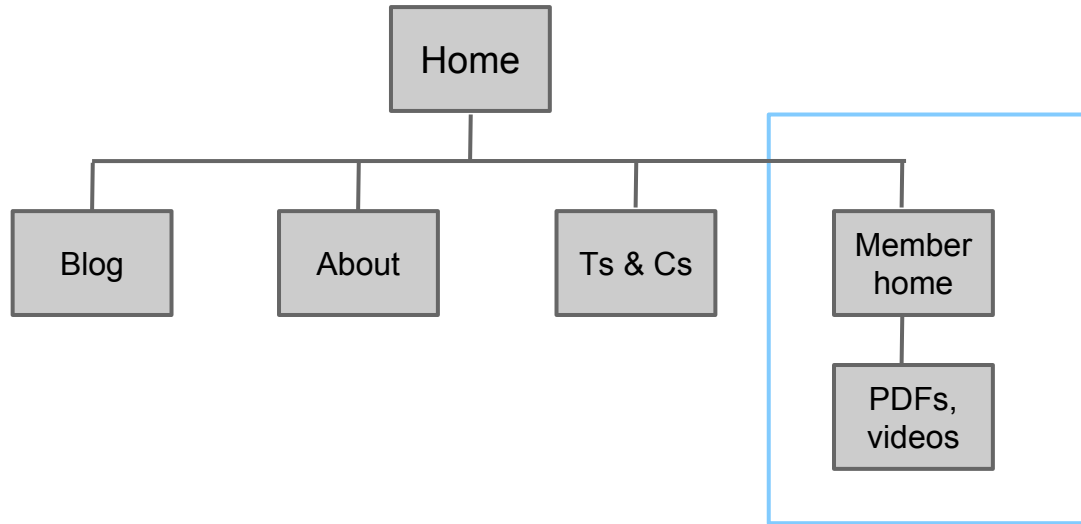 Home
Blog
About
Ts & Cs
Member
home
PDFs,
videos